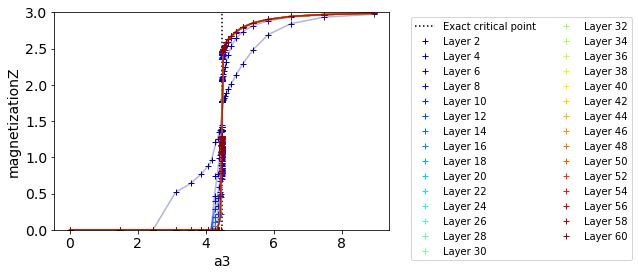 3.0
2.5
2.0
1.5
1.0
0.5
0.0
magnetizationZ
0
2
4
6
8
a3
Exact critical point
Layer 2
Layer 4
Layer 6
Layer 8
Layer 10
Layer 12
Layer 14
Layer 16
Layer 18
Layer 20
Layer 22
Layer 24
Layer 26
Layer 28
Layer 30
Layer 32
Layer 34
Layer 36
Layer 38
Layer 40
Layer 42
Layer 44
Layer 46
Layer 48
Layer 50
Layer 52
Layer 54
Layer 56
Layer 58
Layer 60